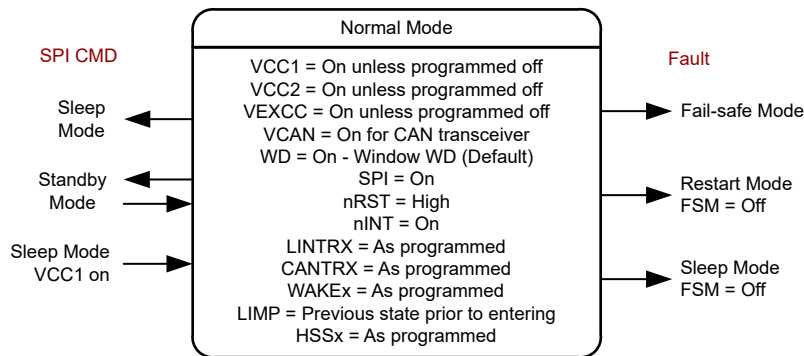 Normal Mode
SPI CMD
Fault
VCC1 = On unless programmed off
VCC2 = On unless programmed off
VEXCC = On unless programmed off
VCAN = On for CAN transceiver
WD = On - Window WD (Default)
SPI = On
nRST = High
nINT = On
LINTRX = As programmed
CANTRX = As programmed
WAKEx = As programmed
LIMP = Previous state prior to entering
HSSx = As programmed
Sleep
Mode
Standby
Mode
Sleep Mode
VCC1 on
Fail-safe Mode
Restart Mode
FSM = Off
Sleep Mode
FSM = Off